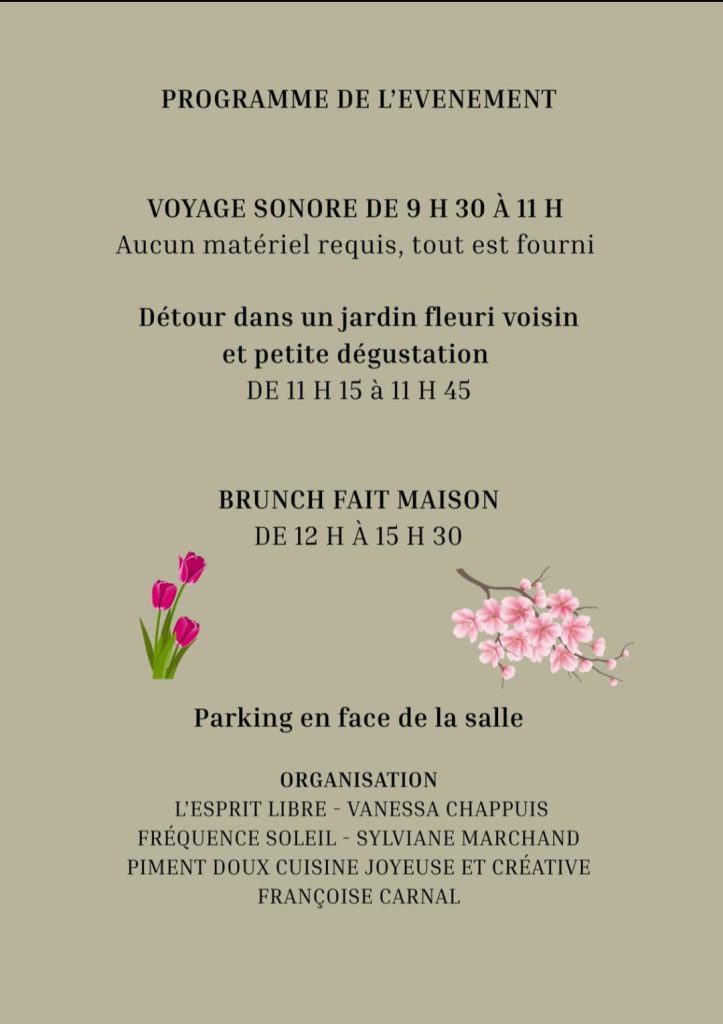 PROGRAMME DE L’EVENEMENT
VOYAGE SONORE DE 9 H 30 À 11 H
Aucun matériel requis, tout est fourni
Détour dans un jardin fleuri voisin
et petite dégustation
DE 11 H 15 à 11 H 45
BRUNCH FAIT MAISON
DE 12 H À 15 H 30
Parking en face de la salle
ORGANISATION
L’ESPRIT LIBRE - VANESSA CHAPPUIS
FRÉQUENCE SOLEIL - SYLVIANE MARCHAND
PIMENT DOUX CUISINE JOYEUSE ET CRÉATIVE
FRANÇOISE CARNAL